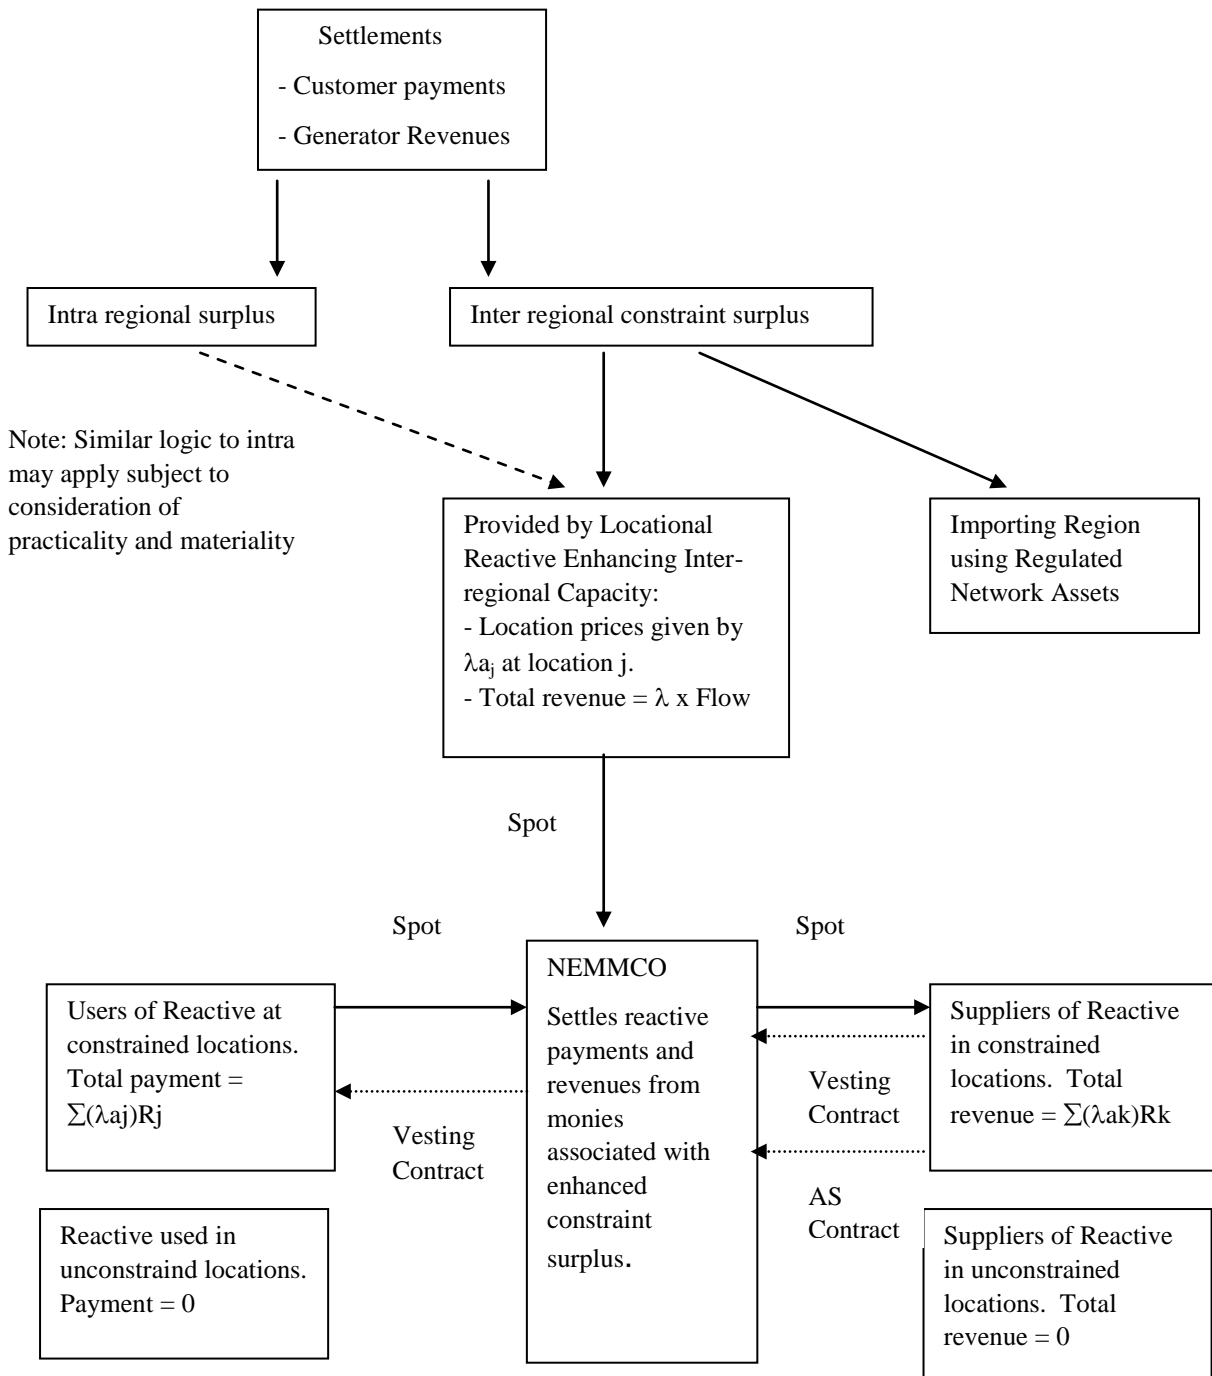 Settlements
- Customer payments
- Generator Revenues
Intra regional surplus
Inter regional constraint surplus
Note: Similar logic to intra
may apply subject to
consideration of
practicality and materiality
Provided by Locational
Reactive Enhancing Inter-
regional Capacity:
- Location prices given by
λaj at location j.
- Total revenue = λ x Flow
Importing Region
using Regulated
Network Assets
Spot
Spot
Spot
Users of Reactive at
constrained locations.
Total payment =
∑(λaj)Rj
Vesting
Contract
NEMMCO
Settles reactive
payments and
revenues from
monies
associated with
enhanced
constraint
surplus.
Vesting
Contract
AS
Contract
Suppliers of Reactive
in constrained
locations.  Total
revenue = ∑(λak)Rk
Reactive used in
unconstraind locations.
Payment = 0
Suppliers of Reactive
in unconstrained
locations.  Total
revenue = 0